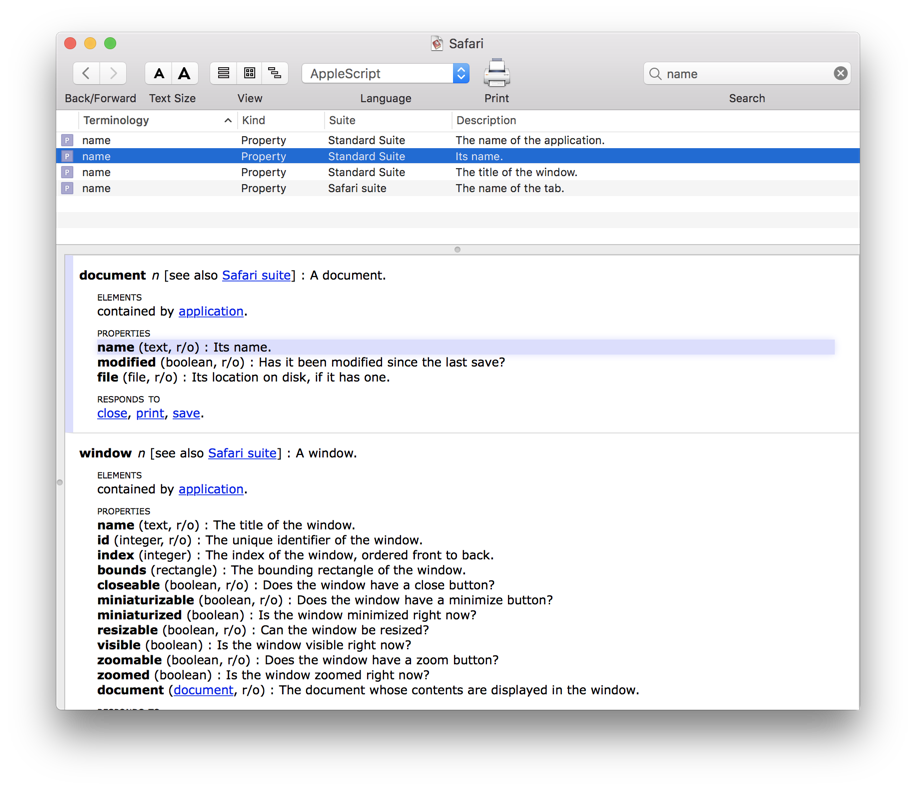 Safari
A A AppleScript name
Back/Forward Text Size View Language Print Search
Terminology Kind Suite Description
P name Property Standard Suite The name of the application.
P name Property Standard Suite Its name.
P name Property Standard Suite The title of the window.
P name Property Safari suite The name of the tab.
document n [see also Safari suite] : A document.
ELEMENTS
contained by application.
PROPERTIES
name (text, r/o) : Its name.
modified (boolean, r/o) : Has it been modified since the last save?
file (file, r/o) : Its location on disk, if it has one.
RESPONDS TO
close, print, save.
window n [see also Safari suite] : A window.
ELEMENTS
contained by application.
PROPERTIES
name (text, r/o) : The title of the window.
id (integer, r/o) : The unique identifier of the window.
index (integer) : The index of the window, ordered front to back.
bounds (rectangle) : The bounding rectangle of the window.
closeable (boolean, r/o) : Does the window have a close button?
miniaturizable (boolean, r/o) : Does the window have a minimize button?
miniaturized (boolean) : Is the window minimized right now?
resizable (boolean, r/o) : Can the window be resized?
visible (boolean) : Is the window visible right now?
zoomable (boolean, r/o) : Does the window have a zoom button?
zoomed (boolean) : Is the window zoomed right now?
document (document, r/o) : The document whose contents are displayed in the window.